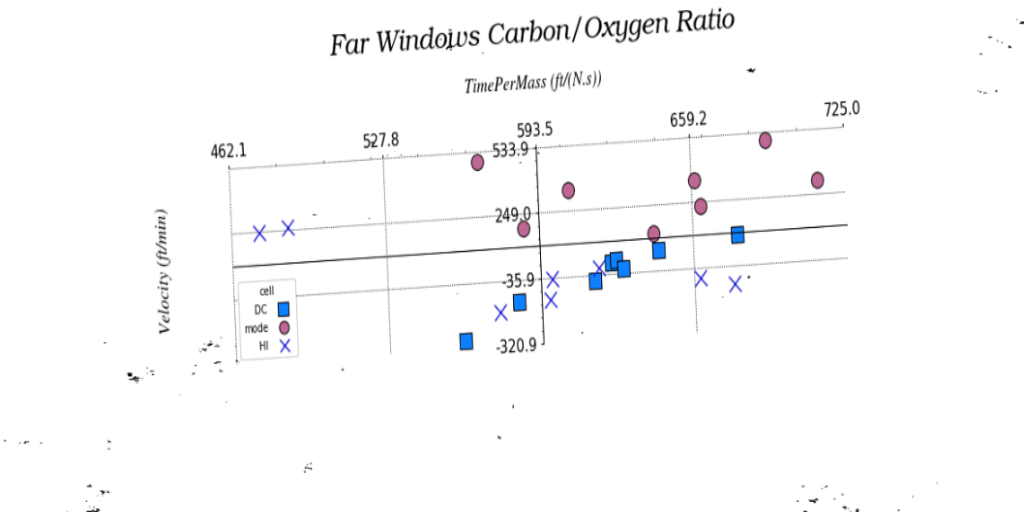 Far Windows Carbon/Oxygen Ratio
TimePerMass (ft/(N.s))
462.1 527.8 593.5 659.2 725.0
533.9
249.0
-35.9
-320.9
Velocity (ft/min)
cell
DC
mode
HI